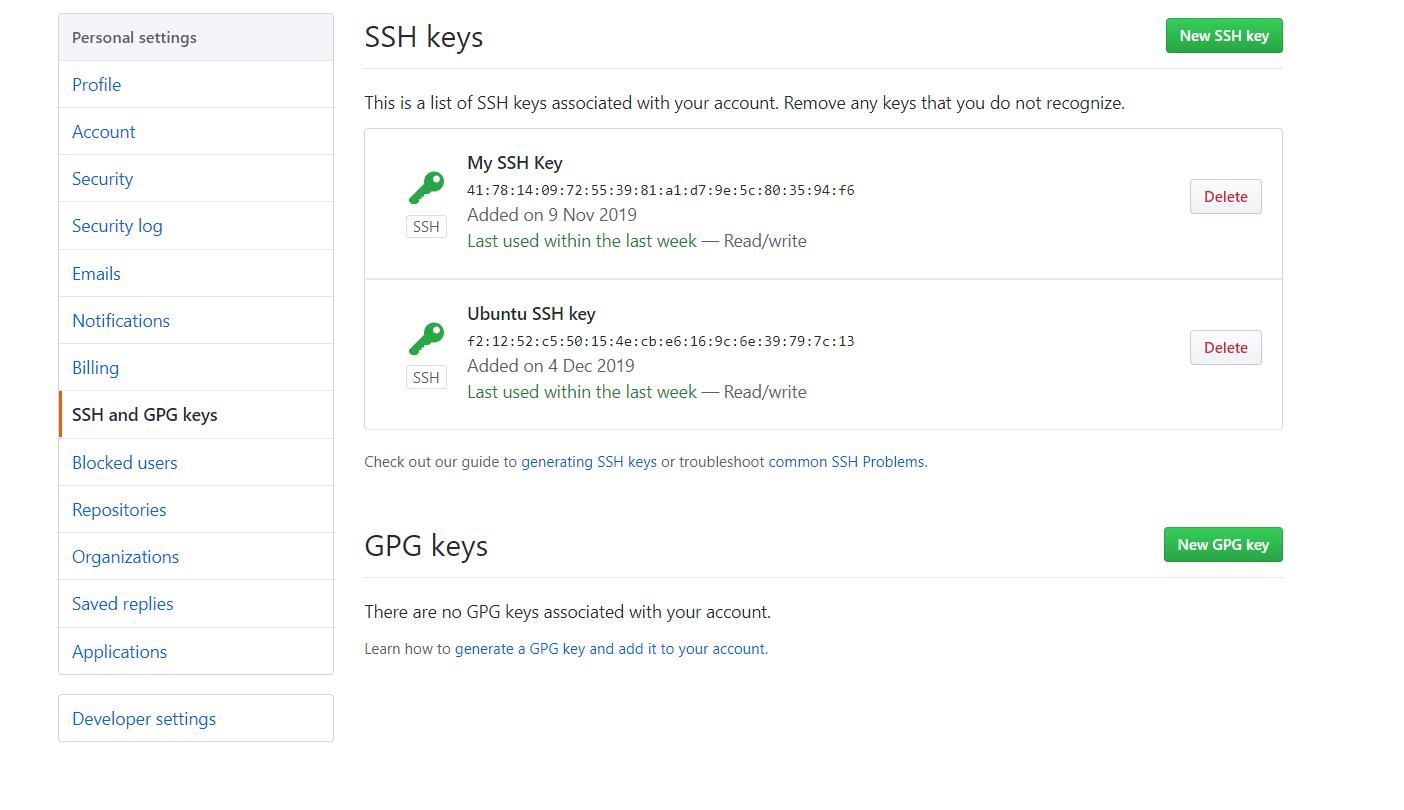 Personal settings
Profile
Account
Security
Security log
Emails
Notifications
Billing
SSH and GPG keys
Blocked users
Repositories
Organizations
Saved replies
Applications
Developer settings
SSH keys
New SSH key
This is a list of SSH keys associated with your account. Remove any keys that you do not recognize.
My SSH Key
41:78:14:09:72:55:39:81:a1:d7:9e:5c:80:35:94:f6
Added on 9 Nov 2019
Last used within the last week — Read/write
SSH
Delete
Ubuntu SSH key
f2:12:52:c5:50:15:4e:cb:e6:16:9c:6e:39:79:7c:13
Added on 4 Dec 2019
Last used within the last week — Read/write
SSH
Delete
Check out our guide to generating SSH keys or troubleshoot common SSH Problems.
GPG keys
New GPG key
There are no GPG keys associated with your account.
Learn how to generate a GPG key and add it to your account.